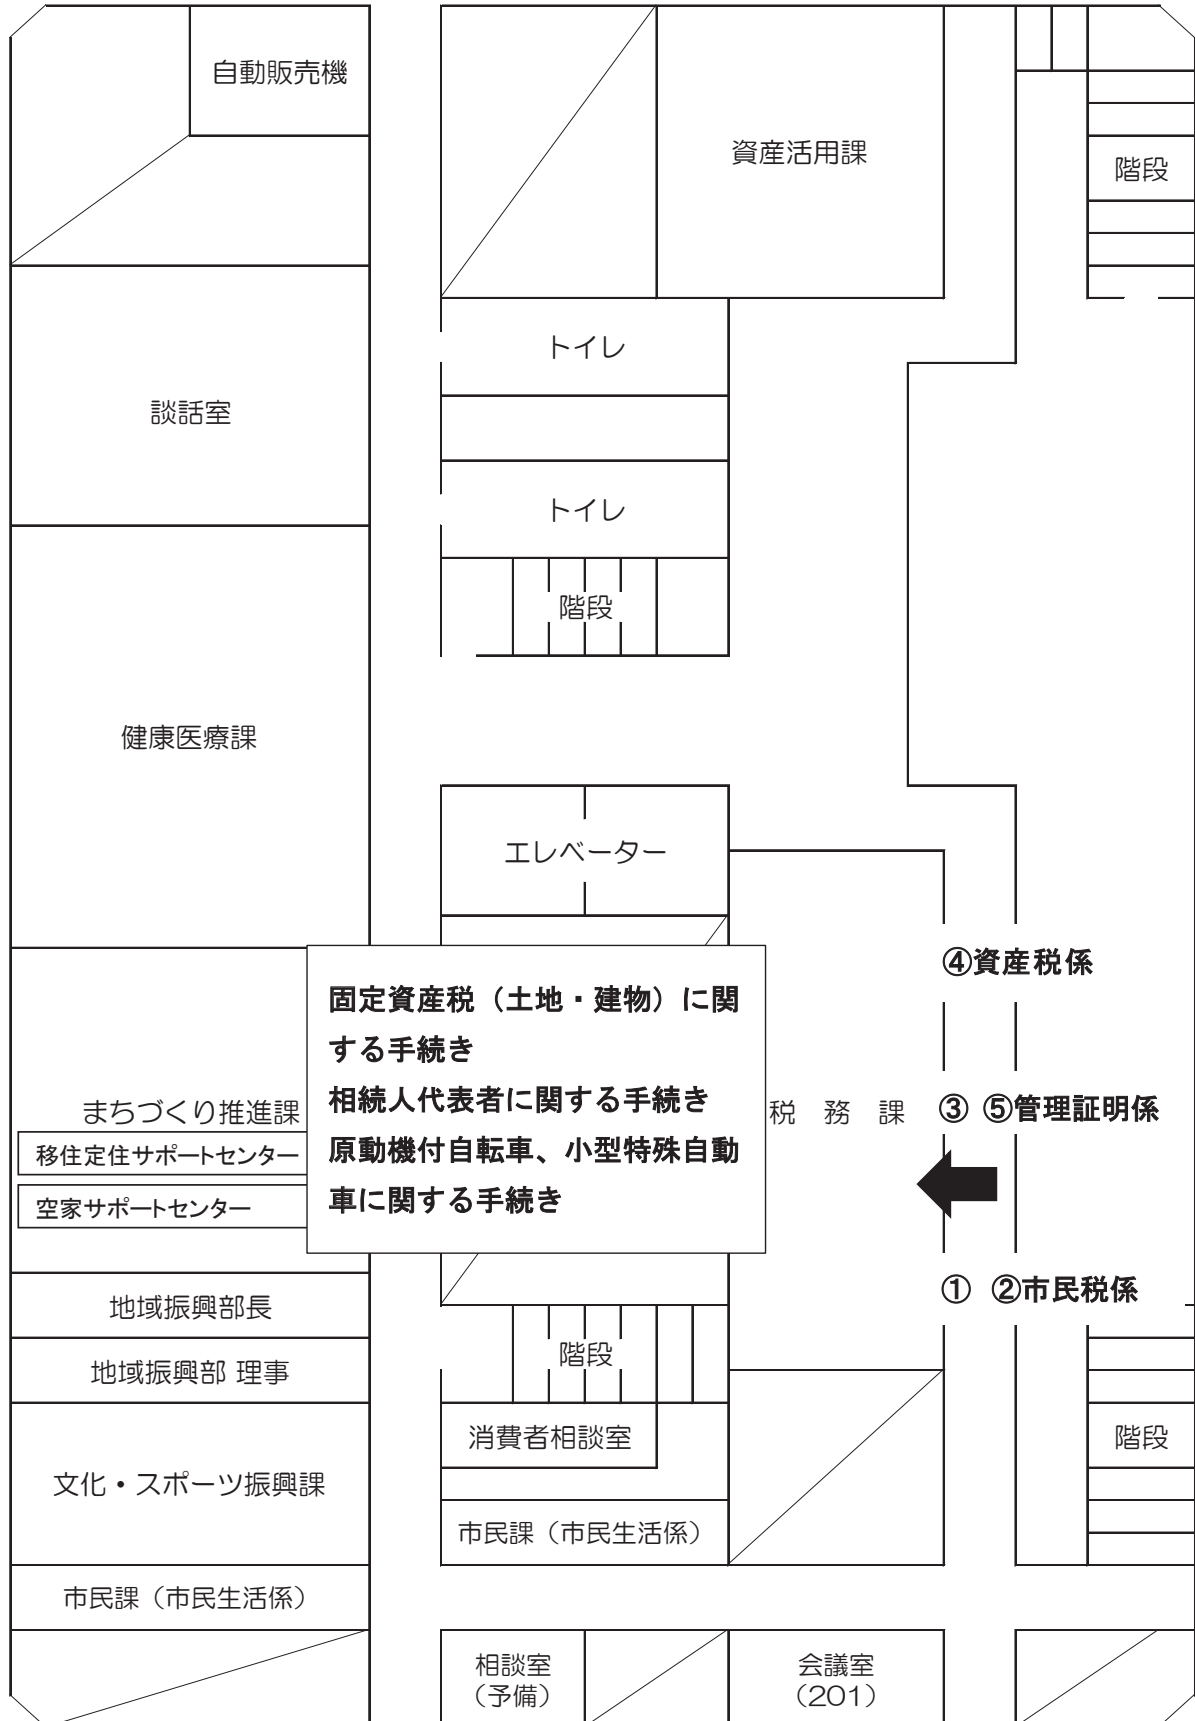 自動販売機
資産活用課
階段
トイレ
談話室
トイレ
階段
健康医療課
エレベーター
④資産税係
固定資産税（土地・建物）に関
する手続き
相続人代表者に関する手続き
原動機付自転車、小型特殊自動
車に関する手続き
税 務 課
③ ⑤管理証明係
まちづくり推進課
移住定住サポートセンター
空家サポートセンター
① ②市民税係
地域振興部長
階段
地域振興部 理事
消費者相談室
階段
文化・スポーツ振興課
市民課（市民生活係）
市民課（市民生活係）
相談室
（予備）
会議室
（201）